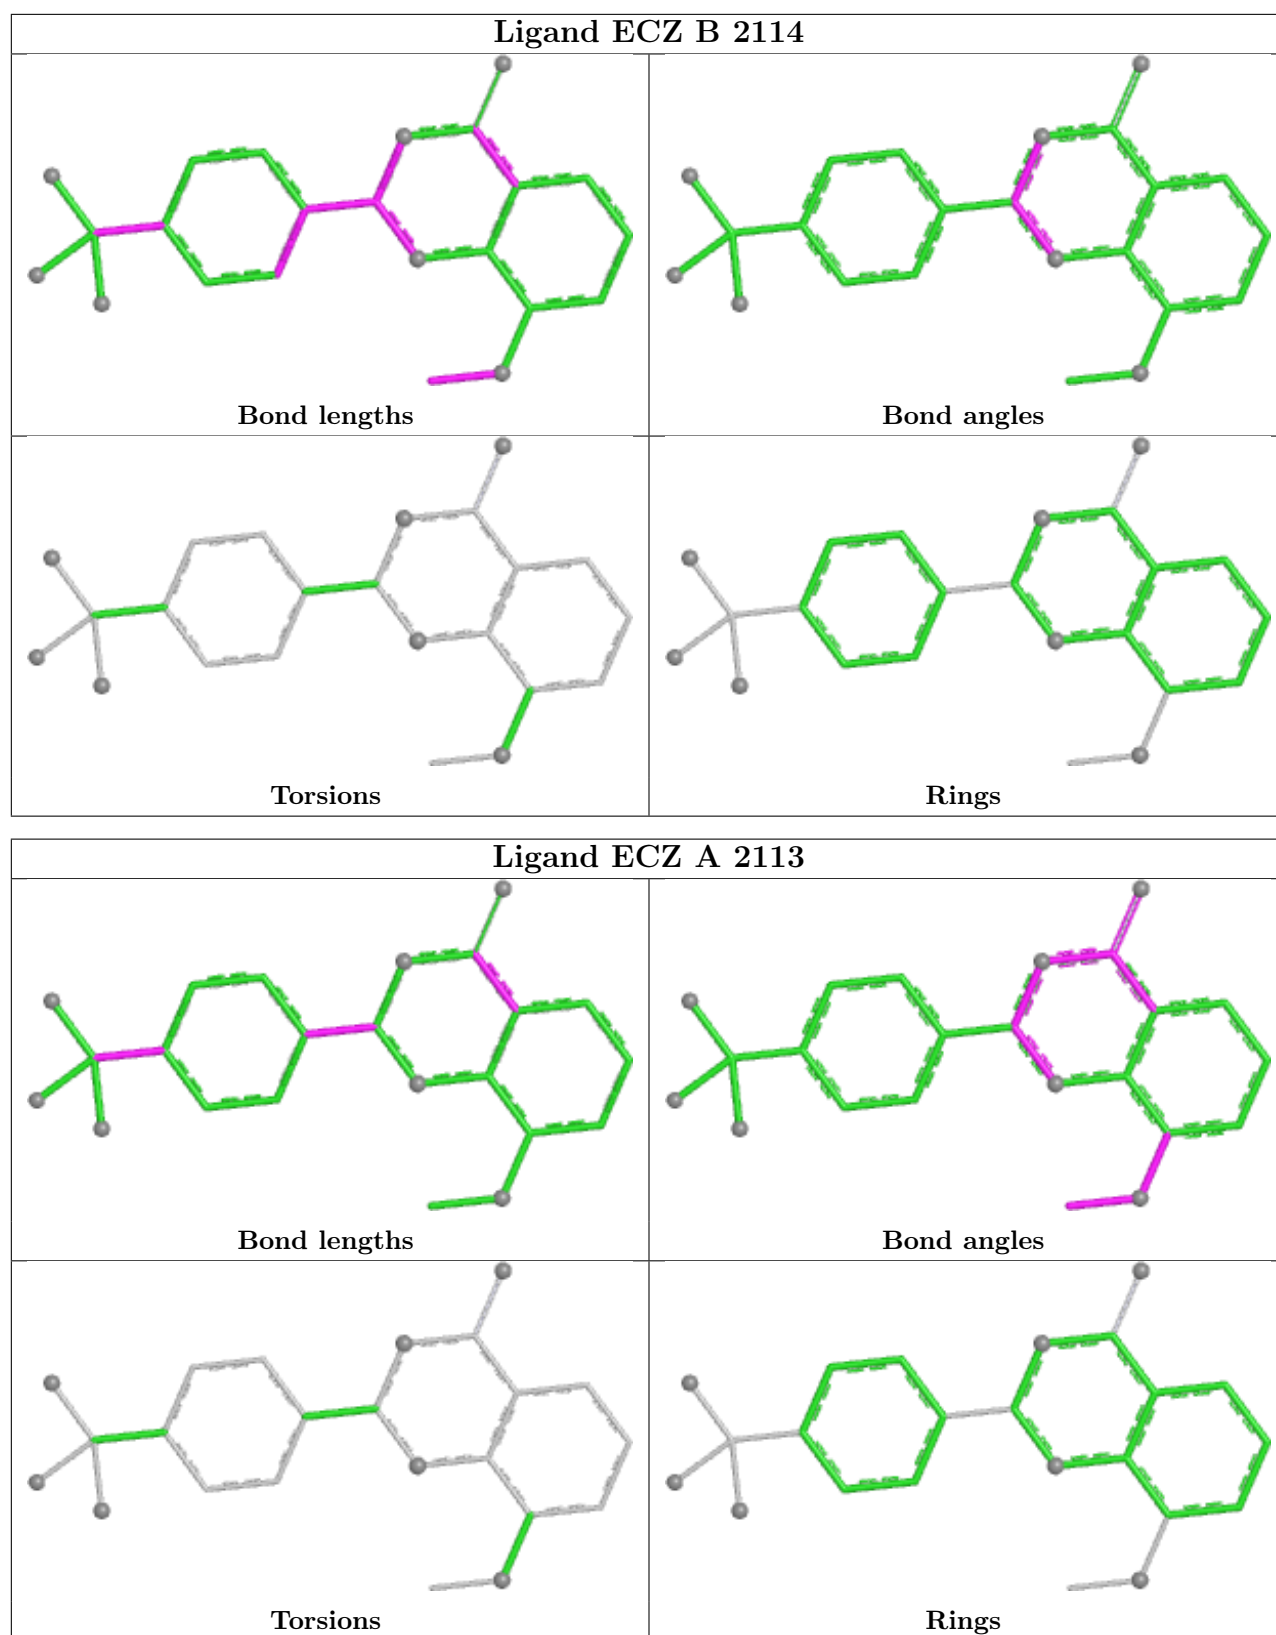 Ligand ECZ B 2114
Bond lengths
Bond angles
Torsions
Rings
Ligand ECZ A 2113
Bond lengths
Bond angles
Torsions
Rings